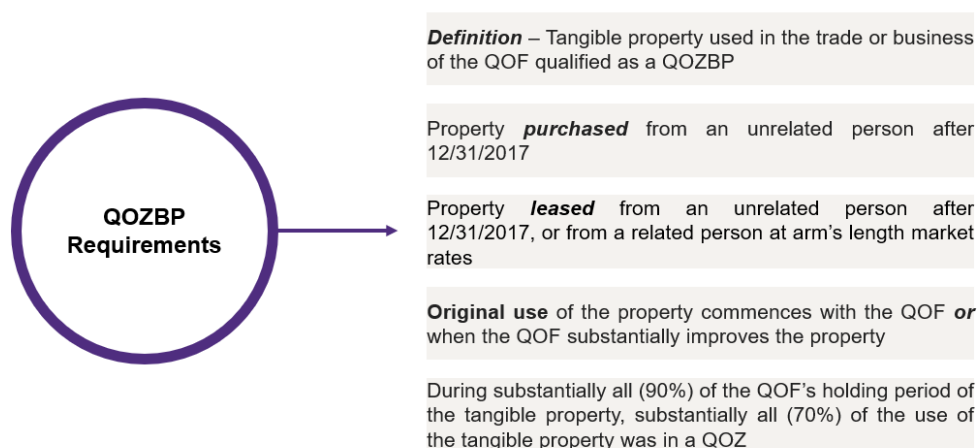 QOZBP
Requirements
Definition – Tangible property used in the trade or business
of the QOF qualified as a QOZBP
Property purchased from an unrelated person after
12/31/2017
Property leased from an unrelated person after
12/31/2017, or from a related person at arm's length market
rates
Original use of the property commences with the QOF or
when the QOF substantially improves the property
During substantially all (90%) of the QOF's holding period of
the tangible property, substantially all (70%) of the use of
the tangible property was in a QOZ